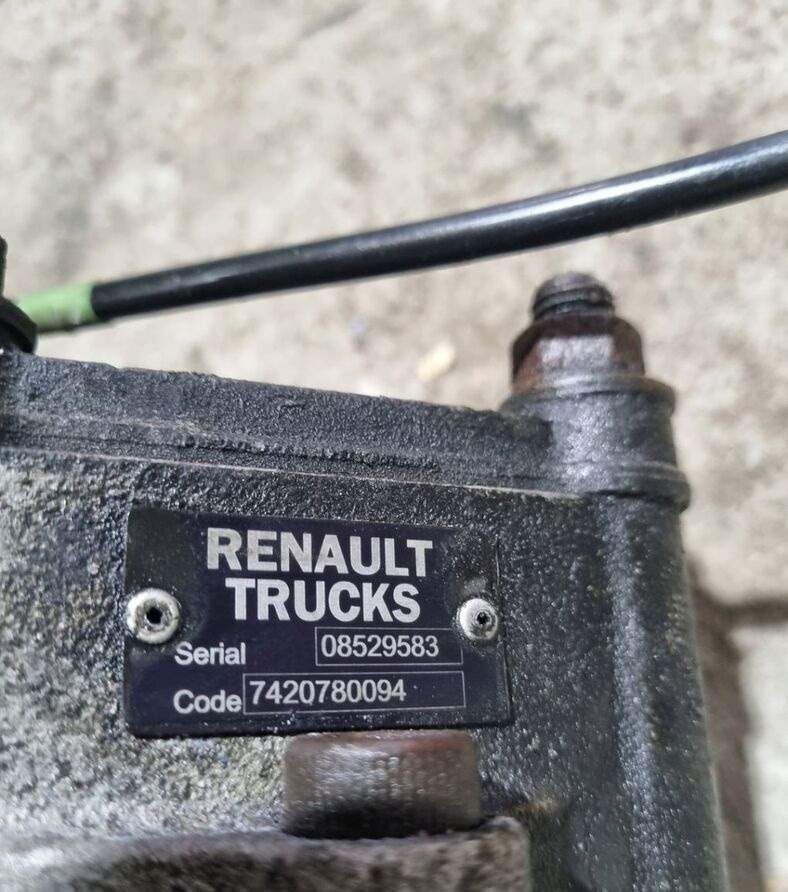 RENAULT
TRUCKS
Serial 08529583
Code 7420780094